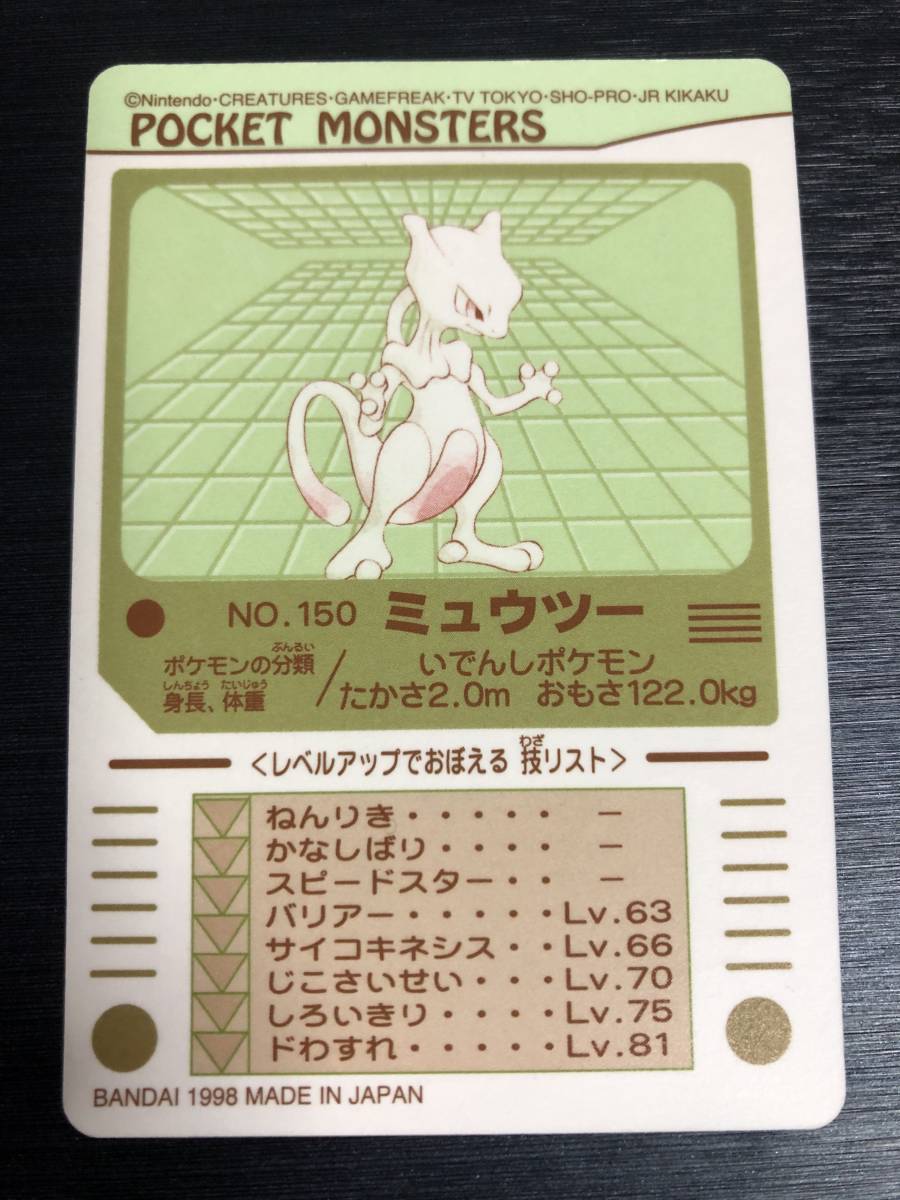 ©Nintendo・CREATURES・GAMEFREAK・TV TOKYO・SHO-PRO・JR KIKAKU
POCKET MONSTERS
NO.150 ミュウツー
ぶんるい
ポケモンの分類
しんちょう たいじゅう
身長、体重
いでんしポケモン
たかさ2.0m おもさ122.0kg
わざ
<レベルアップでおぼえる 技リスト>
ねんりき・・・・・ －
かなしばり・・・・ －
スピードスター・・ －
バリアー・・・・・Lv.63
サイコキネシス・・Lv.66
じこさいせい・・・Lv.70
しろいきり・・・・Lv.75
ドわすれ・・・・・Lv.81
BANDAI 1998 MADE IN JAPAN